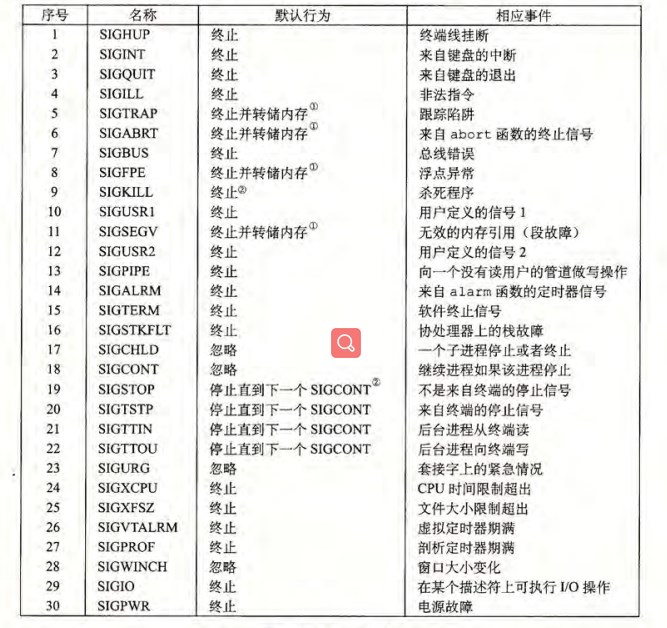 序号 名称 默认行为 相应事件
1 SIGHUP 终止 终端线挂断
2 SIGINT 终止 来自键盘的中断
3 SIGQUIT 终止 来自键盘的退出
4 SIGILL 终止 非法指令
5 SIGTRAP 终止并转储内存① 跟踪陷阱
6 SIGABRT 终止并转储内存① 来自 abort 函数的终止信号
7 SIGBUS 终止 总线错误
8 SIGFPE 终止并转储内存① 浮点异常
9 SIGKILL 终止② 杀死程序
10 SIGUSR1 终止 用户定义的信号 1
11 SIGSEGV 终止并转储内存① 无效的内存引用（段故障）
12 SIGUSR2 终止 用户定义的信号 2
13 SIGPIPE 终止 向一个没有读用户的管道做写操作
14 SIGALRM 终止 来自 alarm 函数的定时器信号
15 SIGTERM 终止 软件终止信号
16 SIGSTKFLT 终止 协处理器上的栈故障
17 SIGCHLD 忽略 一个子进程停止或者终止
18 SIGCONT 忽略 继续进程如果该进程停止
19 SIGSTOP 停止直到下一个 SIGCONT② 不是来自终端的停止信号
20 SIGTSTP 停止直到下一个 SIGCONT 来自终端的停止信号
21 SIGTTIN 停止直到下一个 SIGCONT 后台进程从终端读
22 SIGTTOU 停止直到下一个 SIGCONT 后台进程向终端写
23 SIGURG 忽略 套接字上的紧急情况
24 SIGXCPU 终止 CPU 时间限制超出
25 SIGXFSZ 终止 文件大小限制超出
26 SIGVTALRM 终止 虚拟定时器期满
27 SIGPROF 终止 剖析定时器期满
28 SIGWINCH 忽略 窗口大小变化
29 SIGIO 终止 在某个描述符上可执行 I/O 操作
30 SIGPWR 终止 电源故障